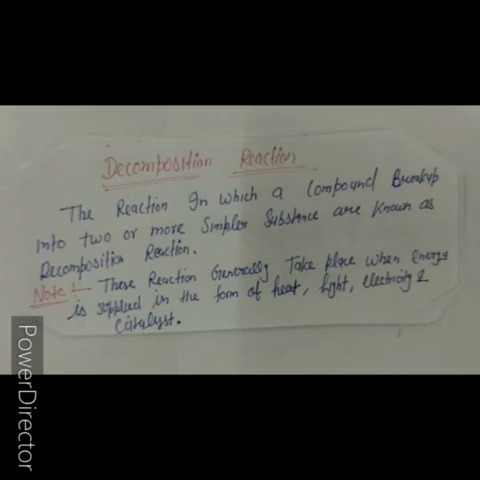 Decomposition Reaction
The Reaction In which a Compound Breakup
into two or more Simpler Substance are known as
Decomposition Reaction.
Note:- These Reaction Generally Take place when Energy
is supplied in the form of heat, light, electricity &
Catalyst.
PowerDirector